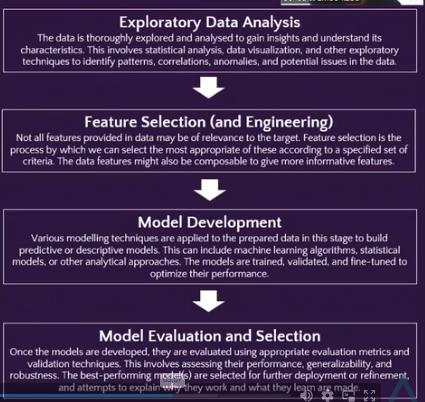 Exploratory Data Analysis
The data is thoroughly explored and analysed to gain insights and understand its
characteristics. This involves statistical analysis, data visualization, and other exploratory
techniques to identify patterns, correlations, anomalies, and potential issues in the data.
Feature Selection (and Engineering)
Not all features provided in data may be of relevance to the target. Feature selection is the
process by which we can select the most appropriate of these according to a specified set of
criteria. The data features might also be composable to give more informative features.
Model Development
Various modelling techniques are applied to the prepared data in this stage to build
predictive or descriptive models. This can include machine learning algorithms, statistical
models, or other analytical approaches. The models are trained, validated, and fine-tuned to
optimize their performance.
Model Evaluation and Selection
Once the models are developed, they are evaluated using appropriate evaluation metrics and
validation techniques. This involves assessing their performance, generalizability, and
robustness. The best-performing model(s) are selected for further deployment or refinement,
and attempts to explain why they work and what they learn are made.